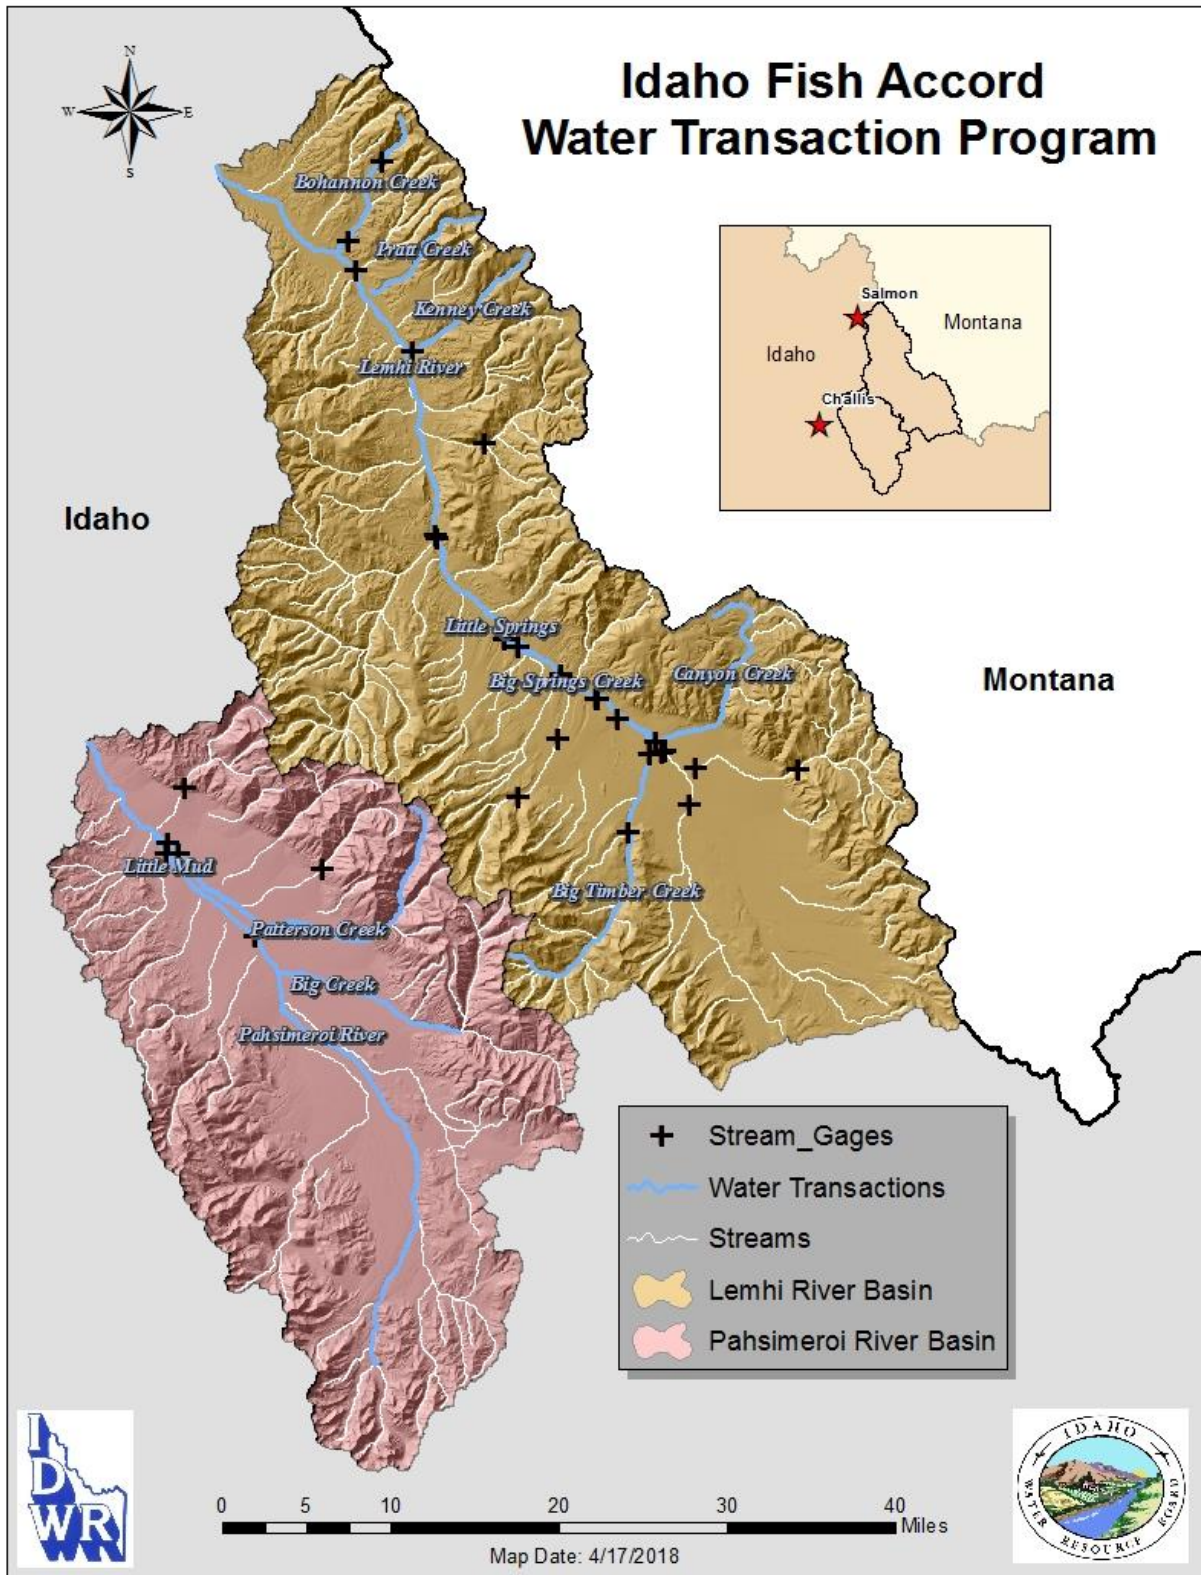 Idaho Fish Accord
Water Transaction Program
N
W
E
S
Bohannon Creek
Pratt Creek
Kenney Creek
Lemhi River
Salmon
Montana
Idaho
Challis
Idaho
Little Springs
Big Springs Creek
Canyon Creek
Montana
Little Mud
Big Timber Creek
Patterson Creek
Big Creek
Pahsimeroi River
Stream_Gages
Water Transactions
Streams
Lemhi River Basin
Pahsimeroi River Basin
IDWR
IDAHO
WATER RESOURCE BOARD
0 5 10 20 30 40
Miles
Map Date: 4/17/2018